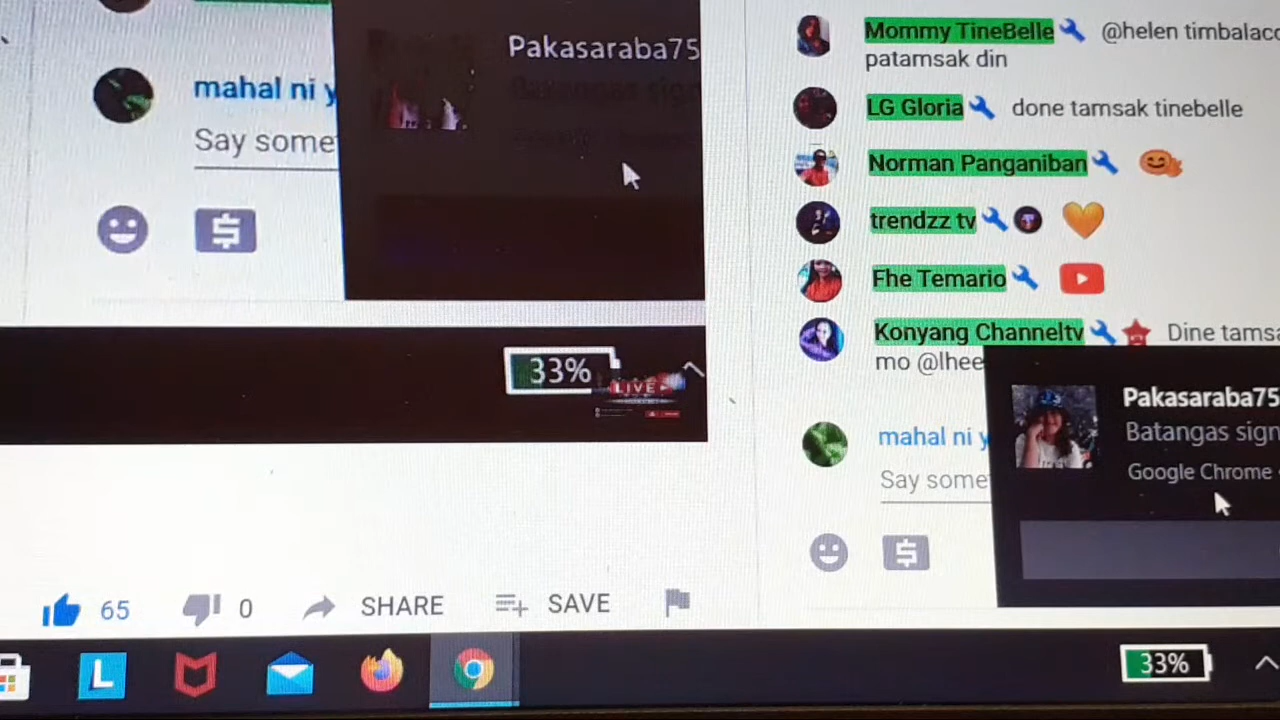 Pakasaraba75
mahal ni y
Say some
33%
LIVE
65
0
SHARE
SAVE
Mommy TineBelle @helen timbalaco
patamsak din
LG Gloria done tamsak tinebelle
Norman Panganiban
trendzz tv
Fhe Temario
Konyang Channeltv Dine tamsa
mo @lhee
Pakasaraba75
Batangas sign
Google Chrome
mahal ni y
Say some
L
33%